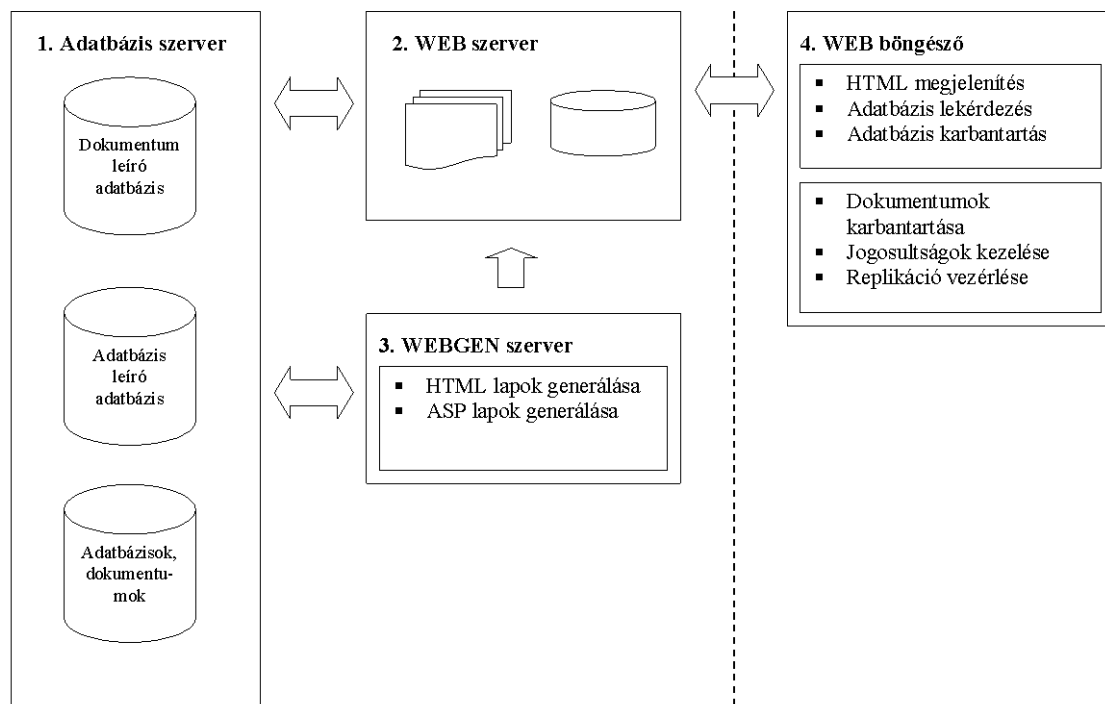 1. Adatbázis szerver
Dokumentum
leíró
adatbázis
Adatbázis
leíró
adatbázis
Adatbázisok,
dokumentu-
mok
2. WEB szerver
3. WEBGEN szerver
▪ HTML lapok generálása
▪ ASP lapok generálása
4. WEB böngésző
▪ HTML megjelenítés
▪ Adatbázis lekérdezés
▪ Adatbázis karbantartás
▪ Dokumentumok
karbantartása
▪ Jogosultságok kezelése
▪ Replikáció vezérlése